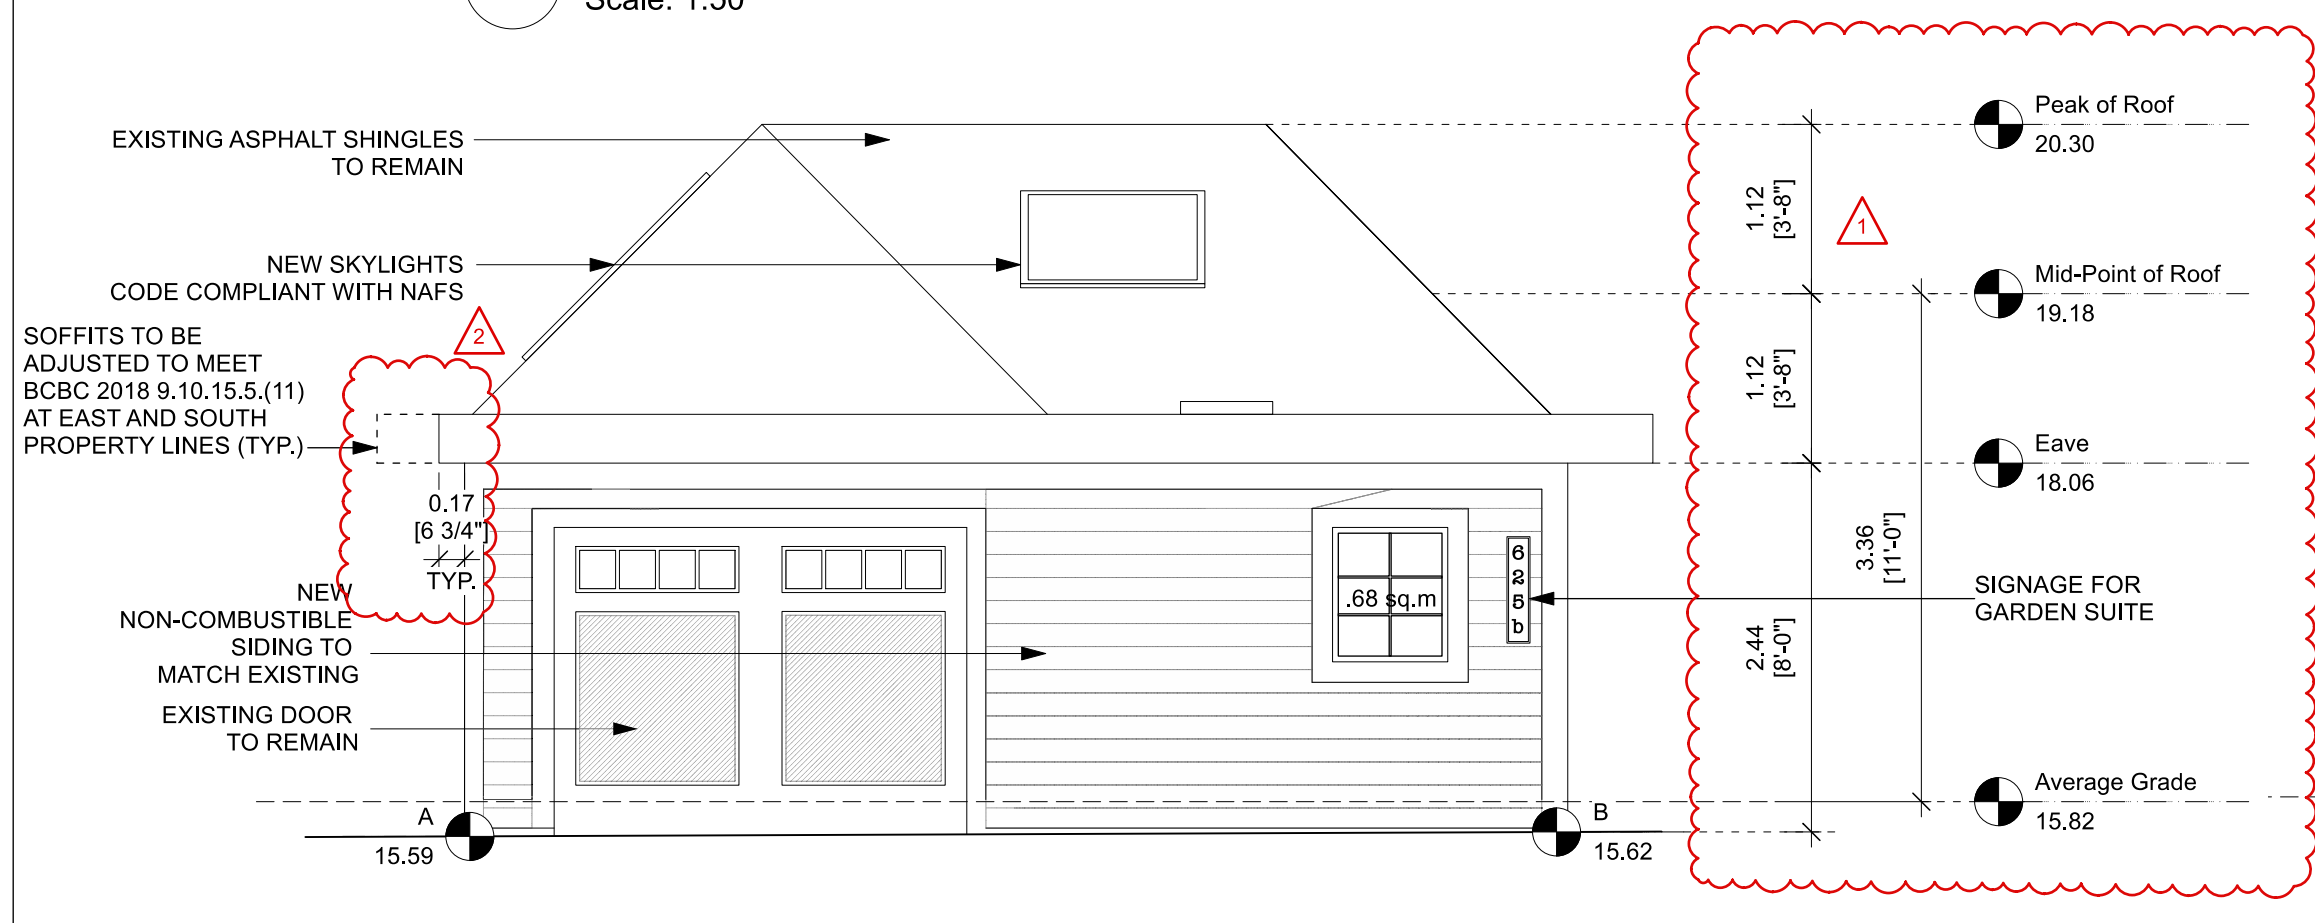 Scale: 1:50
EXISTING ASPHALT SHINGLES
TO REMAIN
NEW SKYLIGHTS
CODE COMPLIANT WITH NAFS
2
SOFFITS TO BE
ADJUSTED TO MEET
BCBC 2018 9.10.15.5.(11)
AT EAST AND SOUTH
PROPERTY LINES (TYP.)
0.17
[6 3/4"]
TYP.
NEW
NON-COMBUSTIBLE
SIDING TO
MATCH EXISTING
EXISTING DOOR
TO REMAIN
A
15.59
.68 sq.m
6
2
5
b
B
15.62
1.12
[3'-8"]
1
1.12
[3'-8"]
2.44
[8'-0"]
3.36
[11'-0"]
Peak of Roof
20.30
Mid-Point of Roof
19.18
Eave
18.06
SIGNAGE FOR
GARDEN SUITE
Average Grade
15.82